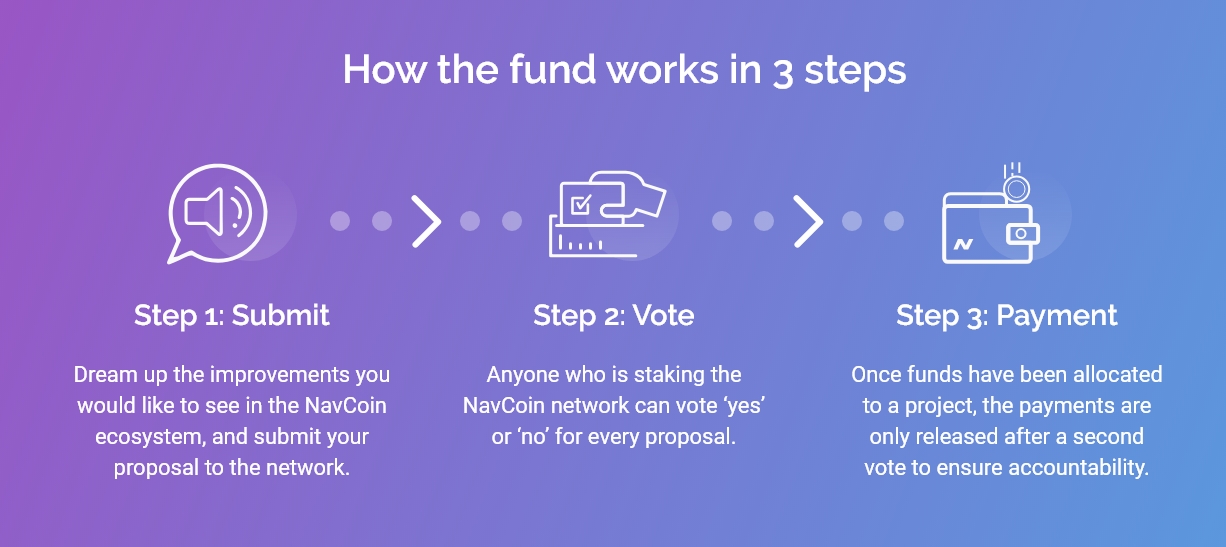 How the fund works in 3 steps
Step 1: Submit
Dream up the improvements you
would like to see in the NavCoin
ecosystem, and submit your
proposal to the network.
Step 2: Vote
Anyone who is staking the
NavCoin network can vote ‘yes’
or ‘no’ for every proposal.
Step 3: Payment
Once funds have been allocated
to a project, the payments are
only released after a second
vote to ensure accountability.